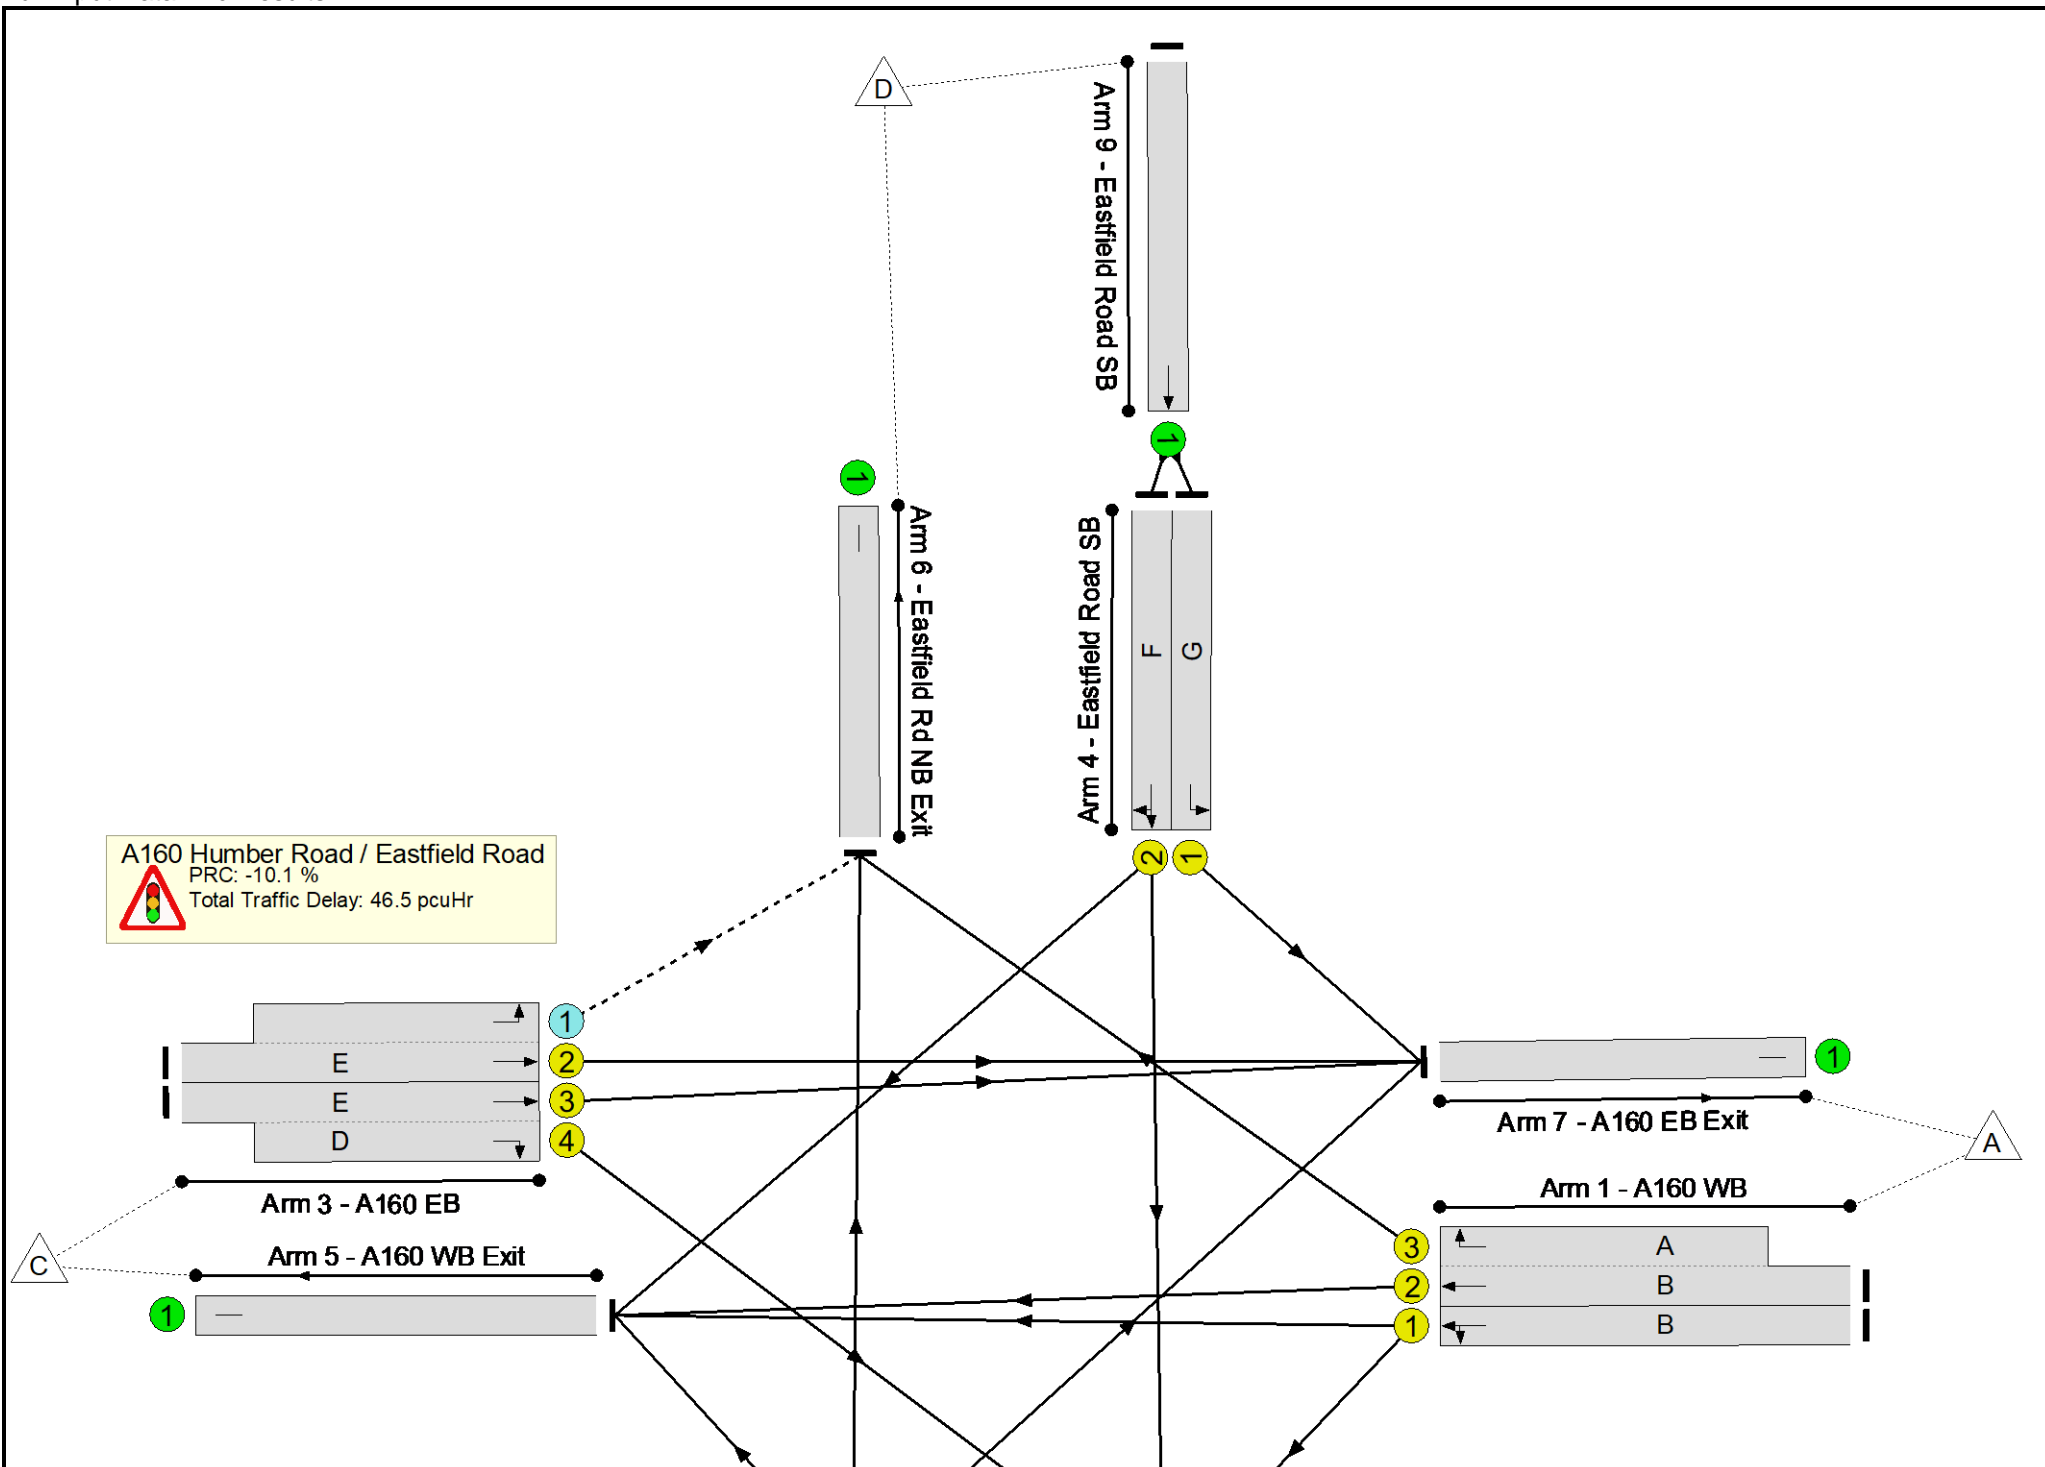 D
Arm 9 - Eastfield Road SB
1
1
Arm 6 - Eastfield Rd NB Exit
Arm 4 - Eastfield Road SB
F
G
2
1
A160 Humber Road / Eastfield Road
PRC: -10.1 %
Total Traffic Delay: 46.5 pcuHr
1
E
2
E
3
D
4
Arm 3 - A160 EB
C
Arm 5 - A160 WB Exit
1
1
Arm 7 - A160 EB Exit
A
Arm 1 - A160 WB
3
A
2
B
1
B